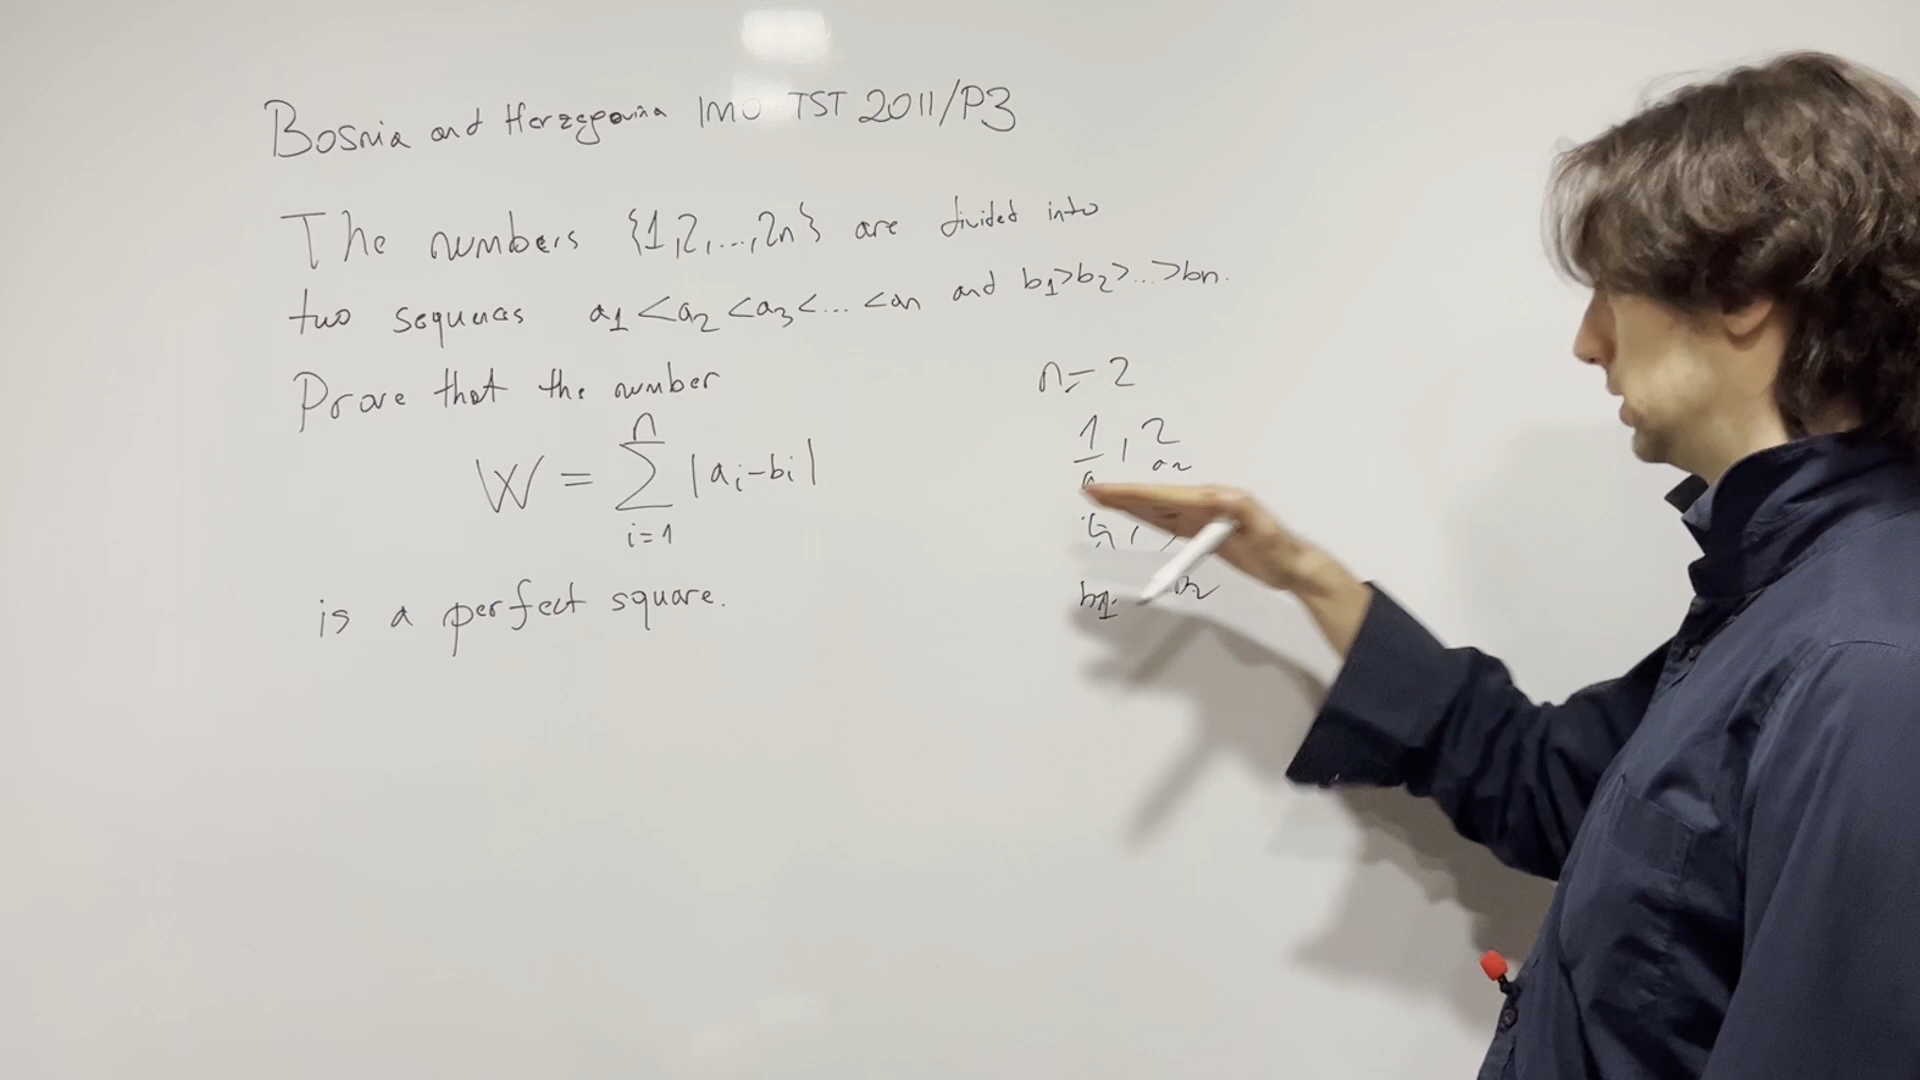 Bosnia and Herzegovina IMO TST 2011/P3
The numbers {1,2,...,2n} are divided into
two sequences a₁<a₂<a₃<...<aₙ and b₁>b₂>...>bₙ.
Prove that the number
W = ∑ⁿᵢ₌₁ |aᵢ-bᵢ|
is a perfect square.
n=2
1, 2
a₂
b₁